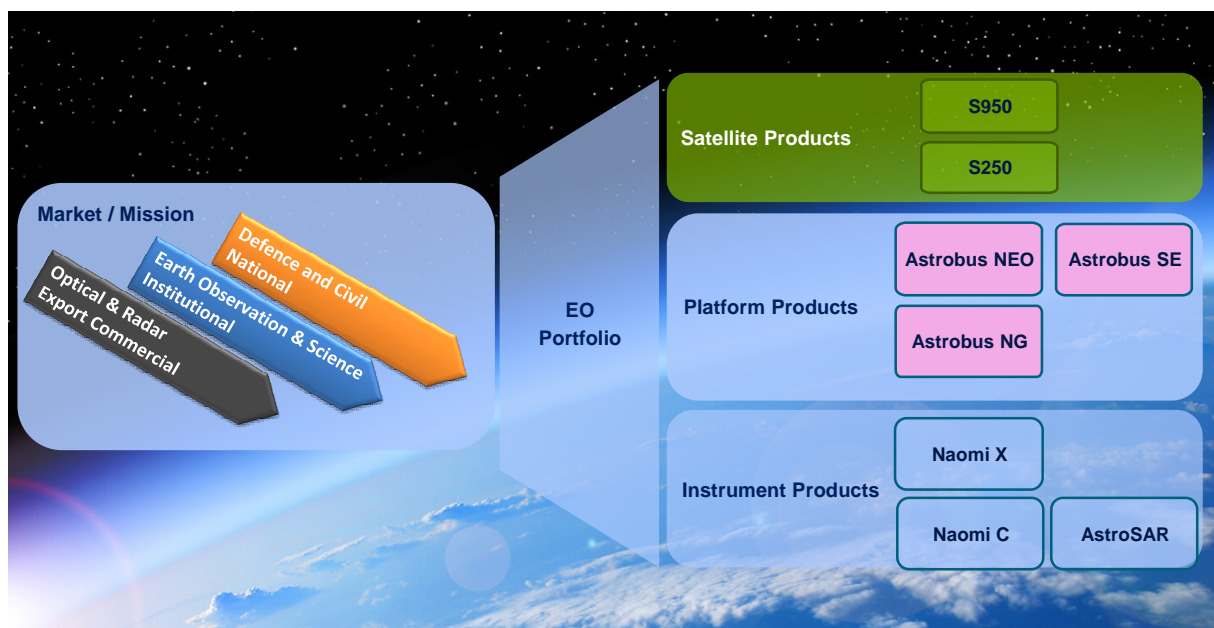 Market / Mission
Defence and Civil
National
Earth Observation & Science
Institutional
Optical & Radar
Export Commercial
EO
Portfolio
Satellite Products
S950
S250
Platform Products
Astrobus NEO
Astrobus SE
Astrobus NG
Instrument Products
Naomi X
Naomi C
AstroSAR